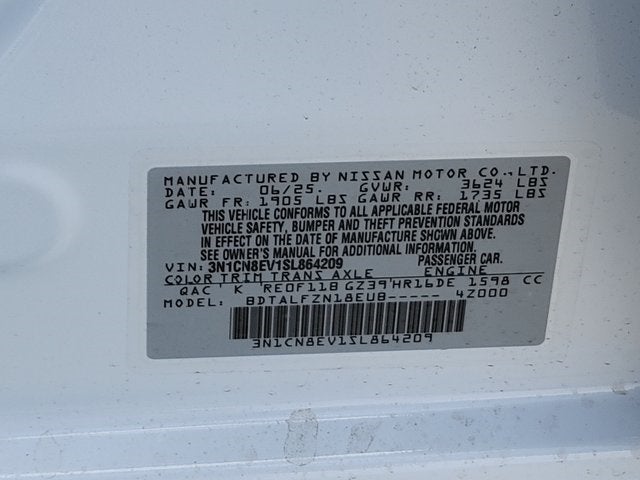 MANUFACTURED BY NISSAN MOTOR CO., LTD.
DATE: 06/25. GVWR: 3624 LBS
GAWR FR: 1905 LBS GAWR RR: 1735 LBS
THIS VEHICLE CONFORMS TO ALL APPLICABLE FEDERAL MOTOR
VEHICLE SAFETY, BUMPER AND THEFT PREVENTION STANDARDS
IN EFFECT ON THE DATE OF MANUFACTURE SHOWN ABOVE.
SEE OWNER'S MANUAL FOR ADDITIONAL INFORMATION.
VIN: 3N1CN8EV1SL864209 PASSENGER CAR.
COLOR TRIM TRANS AXLE ENGINE
QAC K RE0F11B GZ39 HR16DE 1598 CC
MODEL: BDTALFZN18EU8----- 4Z000
3N1CN8EV1SL864209